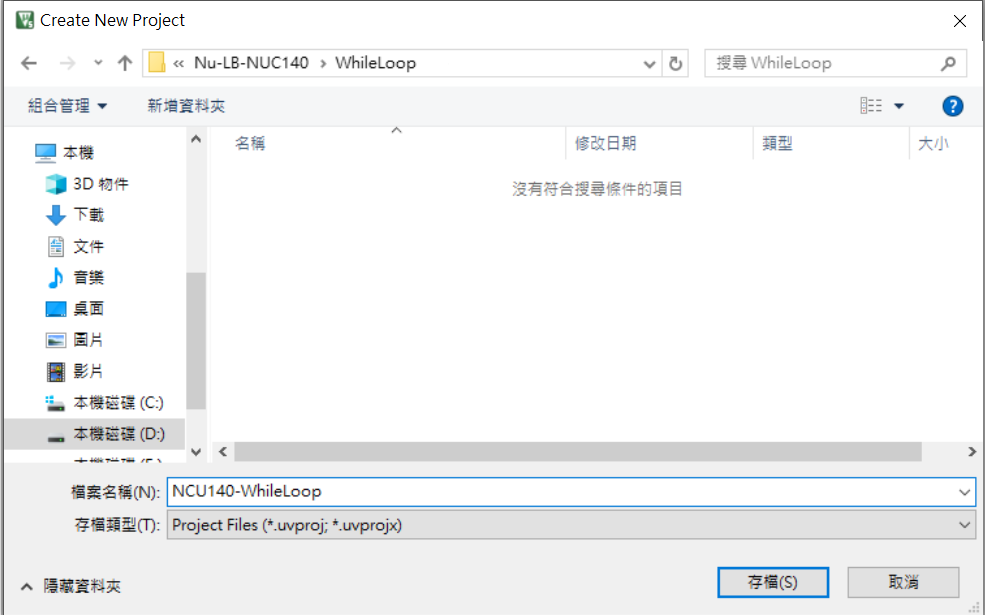 Create New Project
« Nu-LB-NUC140 › WhileLoop
搜尋 WhileLoop
組合管理
新增資料夾
?
名稱
修改日期
類型
大小
本機
沒有符合搜尋條件的項目
3D 物件
下載
文件
音樂
桌面
圖片
影片
本機磁碟 (C:)
本機磁碟 (D:)
檔案名稱(N): NCU140-WhileLoop
存檔類型(T): Project Files (*.uvproj; *.uvprojx)
隱藏資料夾
存檔(S)
取消